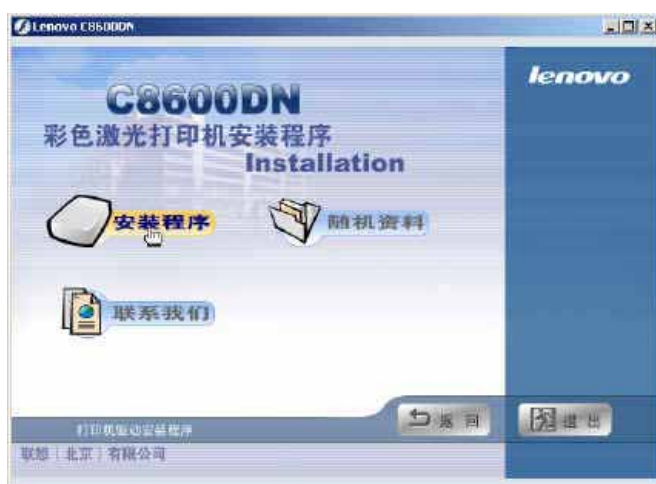 Lenovo C8600DN
lenovo
C8600DN
彩色激光打印机安装程序
Installation
安装程序
随机资料
联系我们
返回
退出
打印机驱动安装程序
联想（北京）有限公司